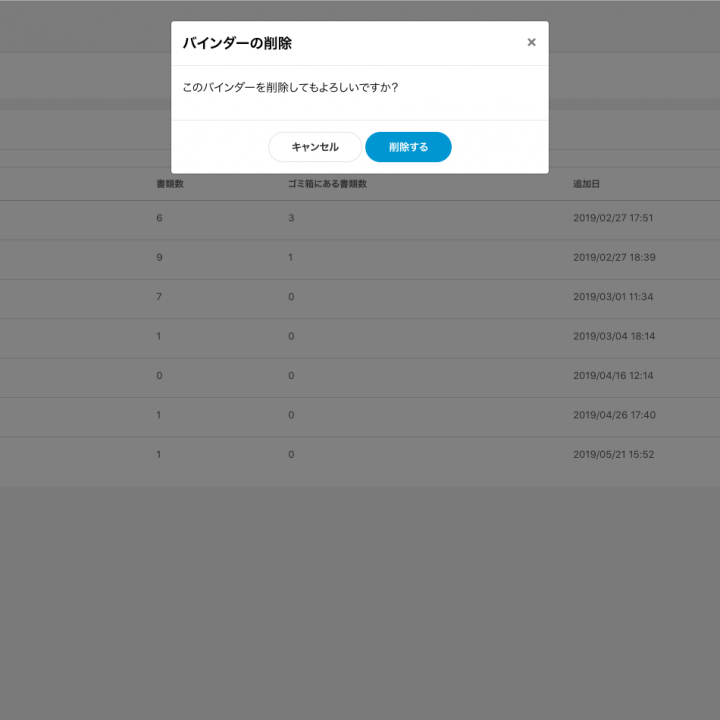 バインダーの削除 ×
このバインダーを削除してもよろしいですか?
キャンセル 削除する
書類数 ゴミ箱にある書類数 追加日
6 3 2019/02/27 17:51
9 1 2019/02/27 18:39
7 0 2019/03/01 11:34
1 0 2019/03/04 18:14
0 0 2019/04/16 12:14
1 0 2019/04/26 17:40
1 0 2019/05/21 15:52